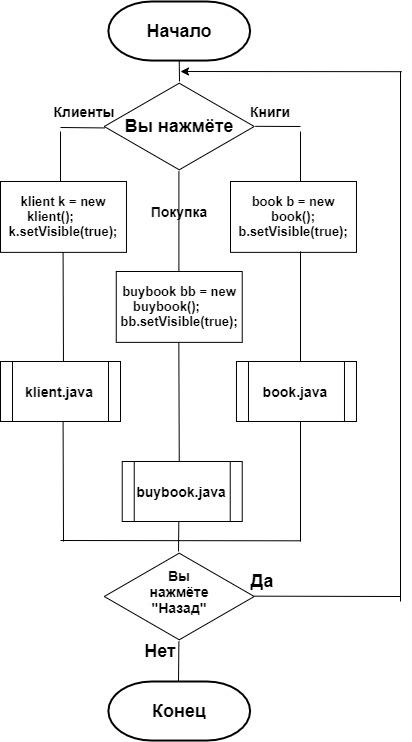 Начало
Клиенты
Книги
Вы нажмёте
klient k = new
klient();
k.setVisible(true);
Покупка
book b = new
book();
b.setVisible(true);
buybook bb = new
buybook();
bb.setVisible(true);
klient.java
book.java
buybook.java
Вы
нажмёте
"Назад"
Да
Нет
Конец